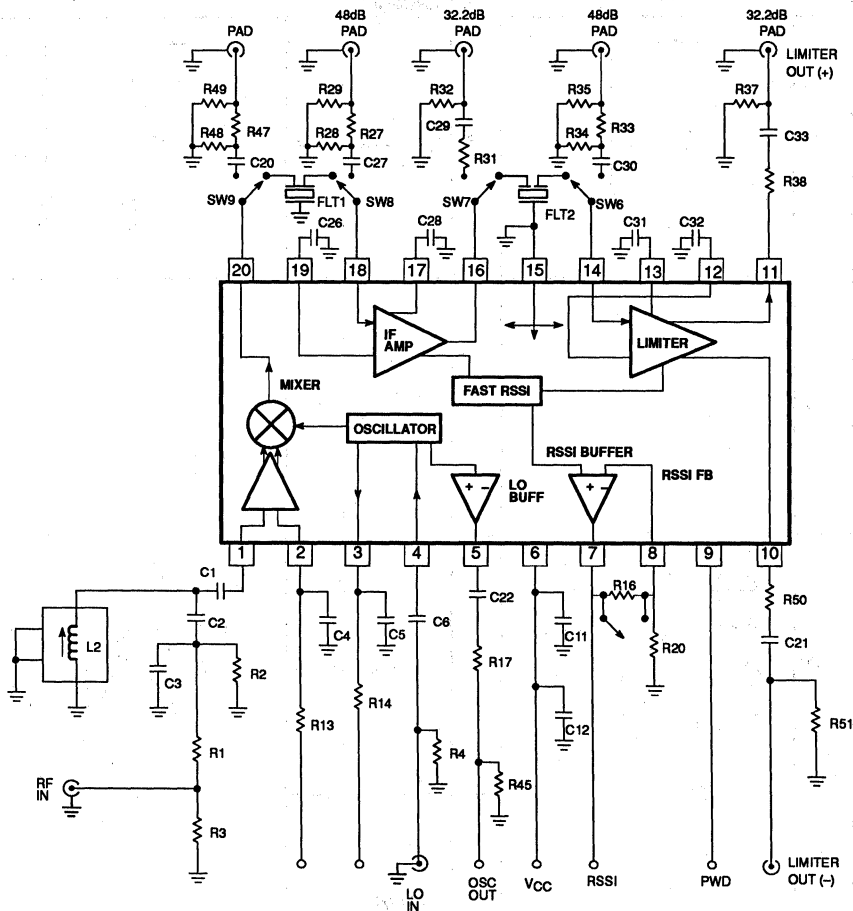 48dB 32.2dB 48dB 32.2dB
PAD PAD PAD PAD PAD
LIMITER
OUT (+)
R49 R29 R32 R35 R37
C29
R48 R47 R28 R27 R34 R33 C33
R31
C20 C27 C30 R38
SW9 FLT1 SW8 SW7 FLT2 SW6
C26 C28 C31 C32
20 19 18 17 16 15 14 13 12 11
IF
AMP
LIMITER
MIXER
FAST RSSI
OSCILLATOR
RSSI BUFFER
LO
BUFF
RSSI FB
+ − + −
1 2 3 4 5 6 7 8 9 10
C1
R16
R50
C22
C2 C4 C5 C6 C11
C21
L2
R20
C3 R2 R17
R14
R13 C12 R51
R1 R4
R45
RF
IN
R3
LO
IN
OSC
OUT
VCC
RSSI
PWD
LIMITER
OUT (−)